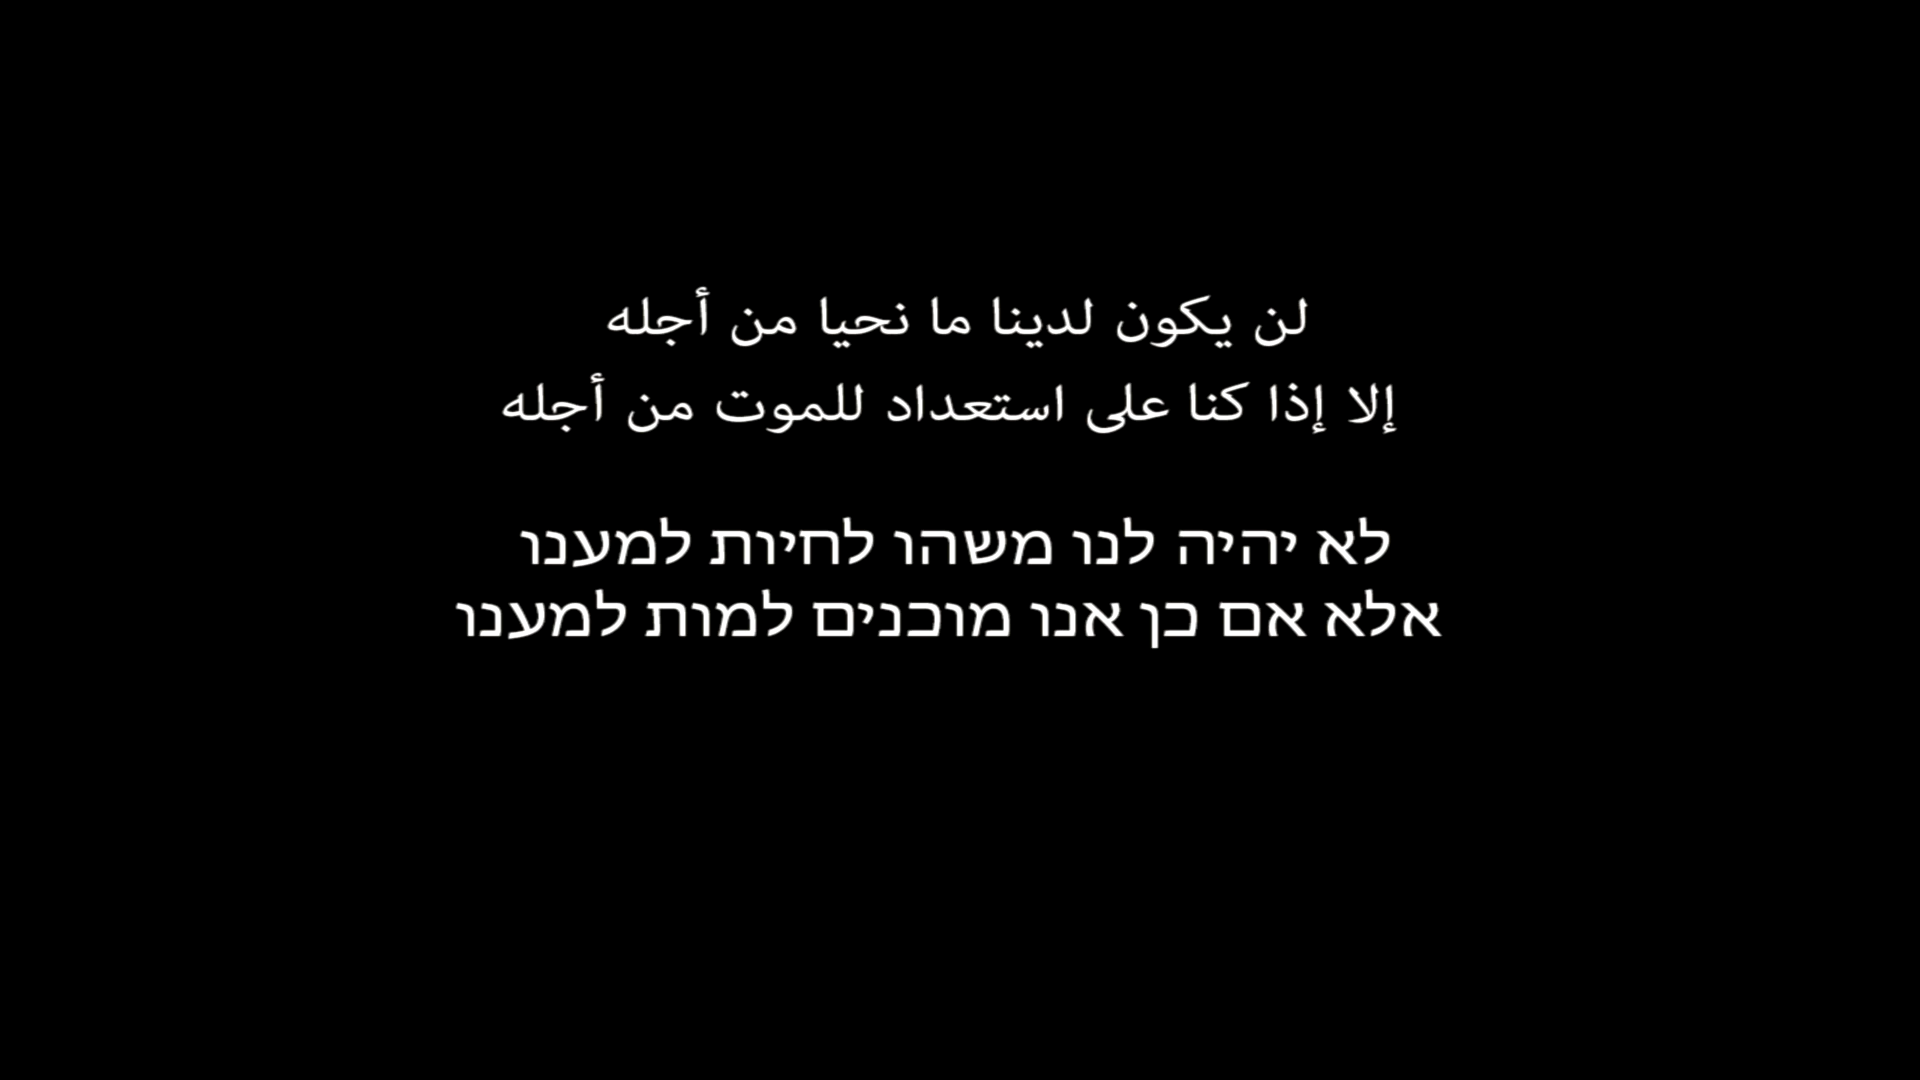 لن يكون لدينا ما نحيا من أجله
إلا إذا كنا على استعداد للموت من أجله
לא יהיה לנו משהו לחיות למענו
אלא אם כן אנו מוכנים למות למענו